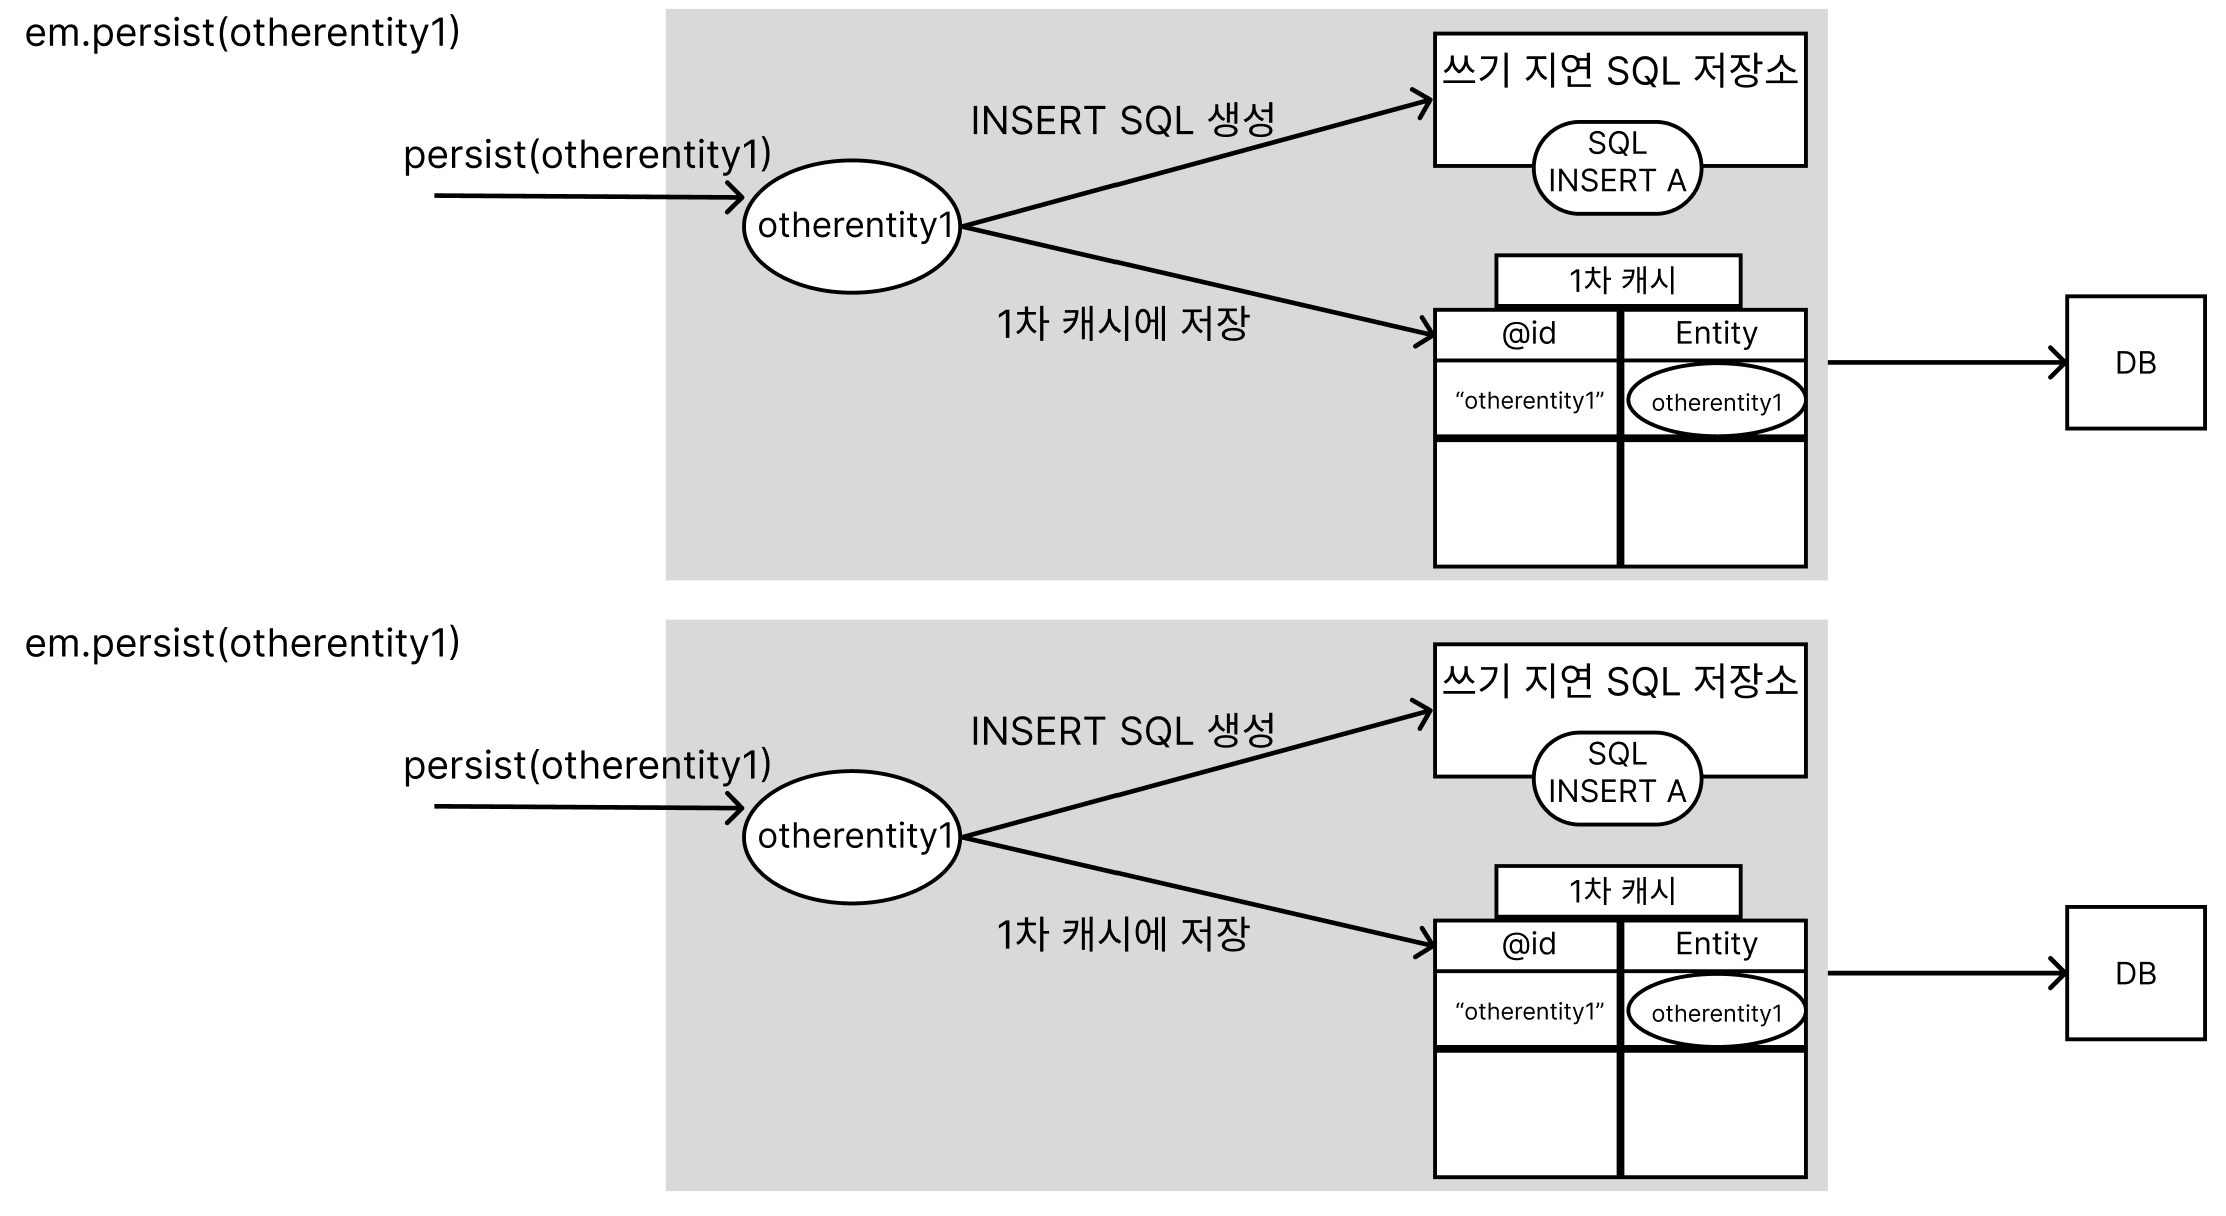 em.persist(otherentity1)
persist(otherentity1)
otherentity1
INSERT SQL 생성
1차 캐시에 저장
쓰기 지연 SQL 저장소
SQL
INSERT A
1차 캐시
@id Entity
“otherentity1” otherentity1
DB
em.persist(otherentity1)
persist(otherentity1)
otherentity1
INSERT SQL 생성
1차 캐시에 저장
쓰기 지연 SQL 저장소
SQL
INSERT A
1차 캐시
@id Entity
“otherentity1” otherentity1
DB